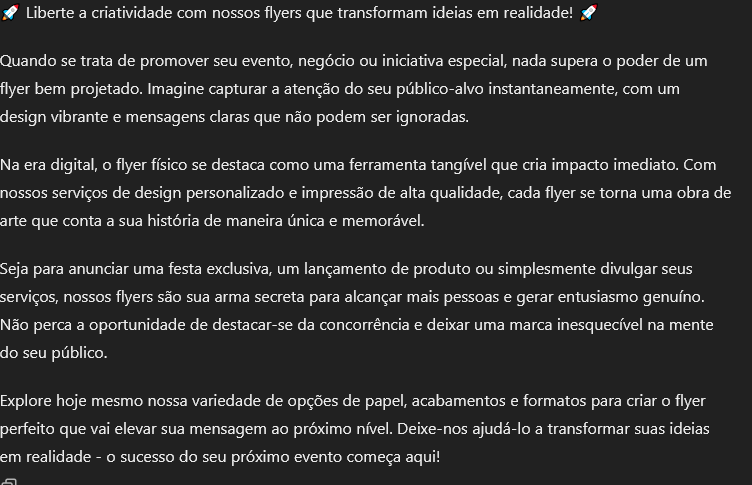 🚀 Liberte a criatividade com nossos flyers que transformam ideias em realidade! 🚀
Quando se trata de promover seu evento, negócio ou iniciativa especial, nada supera o poder de um
flyer bem projetado. Imagine capturar a atenção do seu público-alvo instantaneamente, com um
design vibrante e mensagens claras que não podem ser ignoradas.
Na era digital, o flyer físico se destaca como uma ferramenta tangível que cria impacto imediato. Com
nossos serviços de design personalizado e impressão de alta qualidade, cada flyer se torna uma obra de
arte que conta a sua história de maneira única e memorável.
Seja para anunciar uma festa exclusiva, um lançamento de produto ou simplesmente divulgar seus
serviços, nossos flyers são sua arma secreta para alcançar mais pessoas e gerar entusiasmo genuíno.
Não perca a oportunidade de destacar-se da concorrência e deixar uma marca inesquecível na mente
do seu público.
Explore hoje mesmo nossa variedade de opções de papel, acabamentos e formatos para criar o flyer
perfeito que vai elevar sua mensagem ao próximo nível. Deixe-nos ajudá-lo a transformar suas ideias
em realidade - o sucesso do seu próximo evento começa aqui!